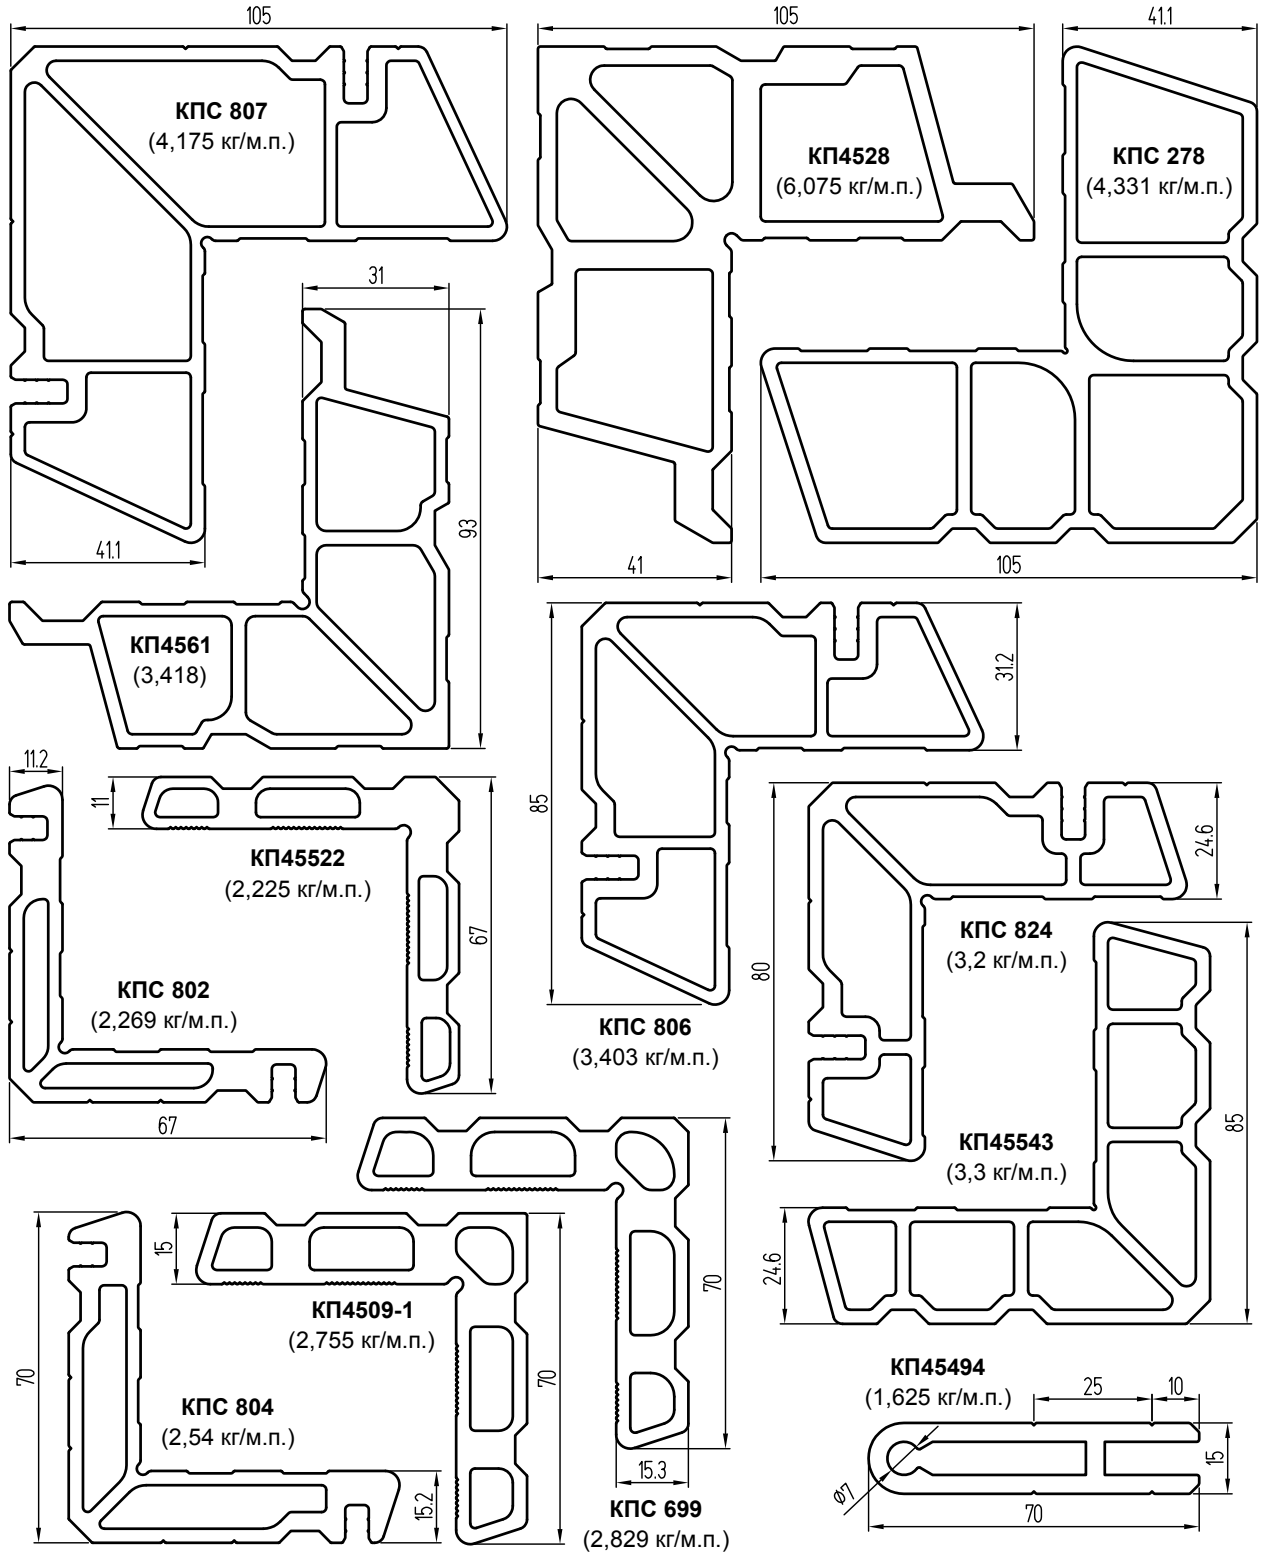 105
105
41.1
КПС 807
(4,175 кг/м.п.)
КП4528
(6,075 кг/м.п.)
КПС 278
(4,331 кг/м.п.)
31
93
41.1
41
105
КП4561
(3,418)
31.2
85
11.2
11
КП45522
(2,225 кг/м.п.)
67
24.6
КПС 824
(3,2 кг/м.п.)
80
КПС 802
(2,269 кг/м.п.)
КПС 806
(3,403 кг/м.п.)
67
85
КП45543
(3,3 кг/м.п.)
70
15
24.6
70
КП4509-1
(2,755 кг/м.п.)
70
70
КПС 804
(2,54 кг/м.п.)
15.2
15.3
КПС 699
(2,829 кг/м.п.)
КП45494
(1,625 кг/м.п.)
25
10
15
Ø7
70